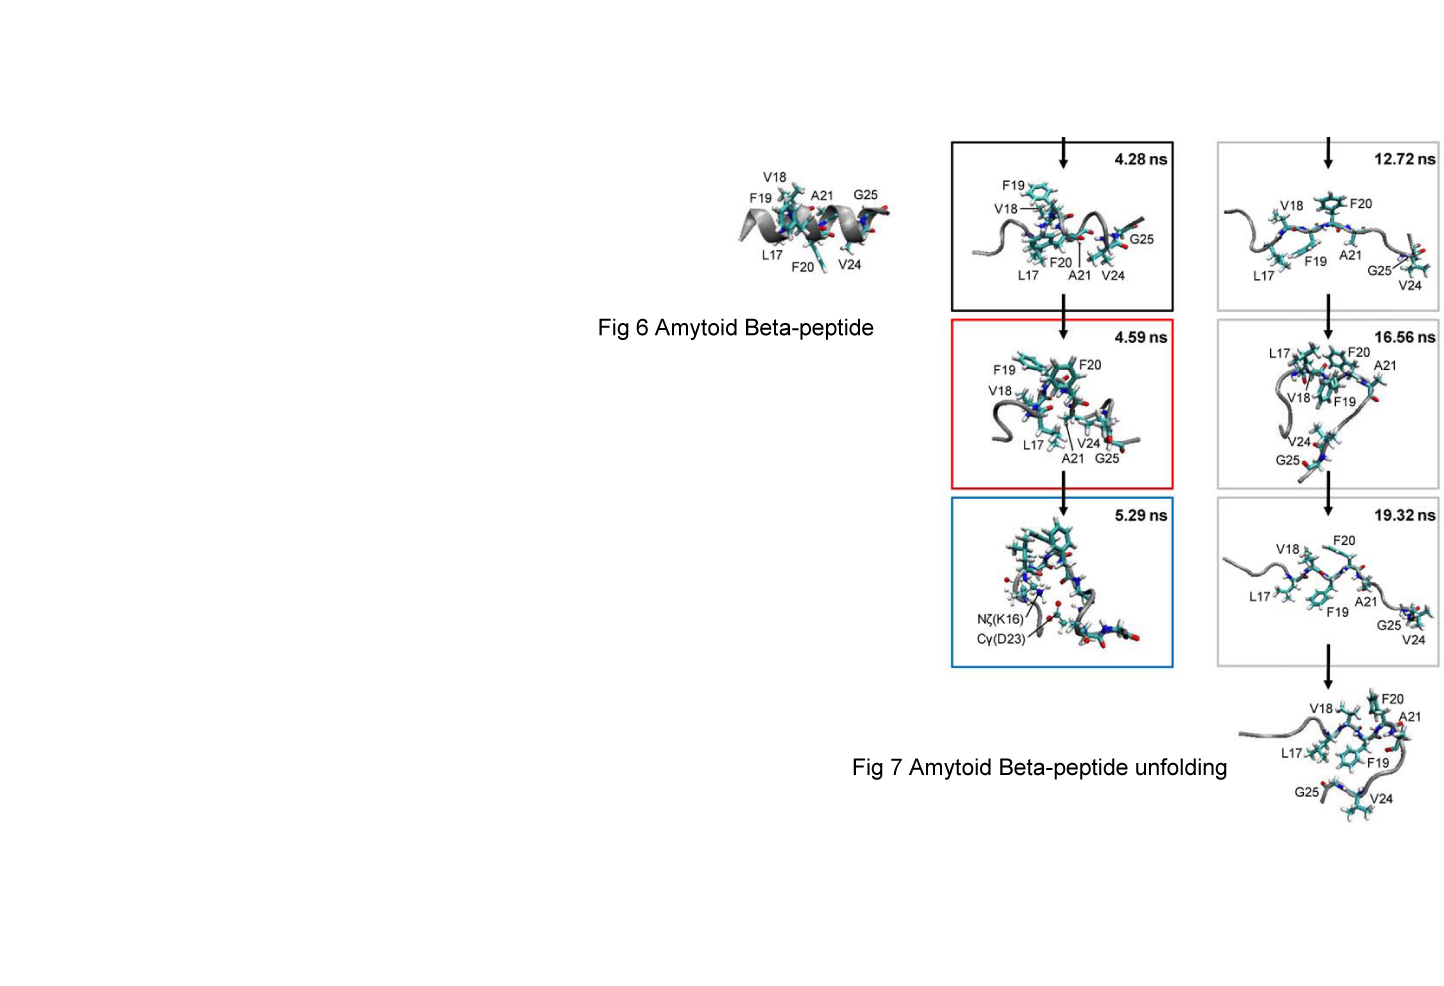 V18
F19
A21
G25
L17
F20
V24
Fig 6 Amytoid Beta-peptide
4.28 ns
F19
V18
G25
F20
L17
A21
V24
4.59 ns
F19
F20
V18
L17
V24
A21
G25
5.29 ns
Nζ(K16)
Cγ(D23)
12.72 ns
V18
F20
A21
F19
L17
G25
V24
16.56 ns
L17
F20
A21
V18
F19
V24
G25
19.32 ns
F20
V18
L17
A21
F19
G25
V24
F20
V18
A21
L17
F19
G25
V24
Fig 7 Amytoid Beta-peptide unfolding